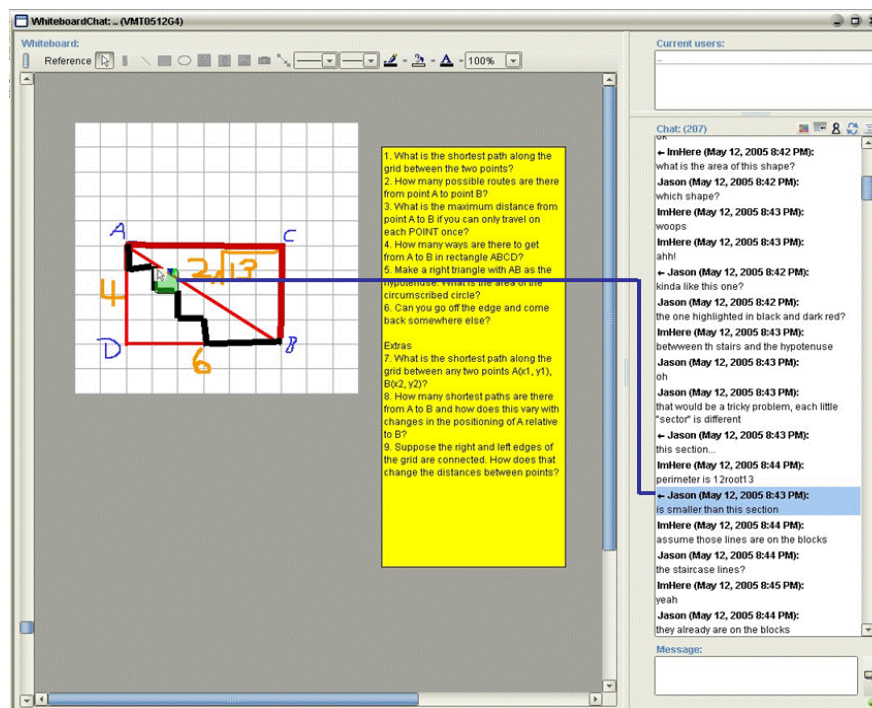 WhiteboardChat: .. (VMT0512G4)
Whiteboard:
Reference
100%
A
C
2√13
4
D
6
B
1. What is the shortest path along the
grid between the two points?
2. How many possible routes are there
from point A to point B?
3. What is the maximum distance from
point A to B if you can only travel on
each POINT once?
4. How many ways are there to get
from A to B in rectangle ABCD?
5. Make a right triangle with AB as the
hypotenuse. What is the area of the
circumscribed circle?
6. Can you go off the edge and come
back somewhere else?
Extras
7. What is the shortest path along the
grid between any two points A(x1, y1),
B(x2, y2)?
8. How many shortest paths are there
from A to B and how does this vary with
changes in the positioning of A relative
to B?
9. Suppose the right and left edges of
the grid are connected. How does that
change the distances between points?
Current users:
..
Chat: (207)
ok
← ImHere (May 12, 2005 8:42 PM):
what is the area of this shape?
Jason (May 12, 2005 8:42 PM):
which shape?
ImHere (May 12, 2005 8:43 PM):
woops
ImHere (May 12, 2005 8:43 PM):
ahh!
← Jason (May 12, 2005 8:42 PM):
kinda like this one?
Jason (May 12, 2005 8:42 PM):
the one highlighted in black and dark red?
ImHere (May 12, 2005 8:43 PM):
betwween th stairs and the hypotenuse
Jason (May 12, 2005 8:43 PM):
oh
Jason (May 12, 2005 8:43 PM):
that would be a tricky problem, each little
"sector" is different
← Jason (May 12, 2005 8:43 PM):
this section...
ImHere (May 12, 2005 8:44 PM):
perimeter is 12root13
← Jason (May 12, 2005 8:43 PM):
is smaller than this section
ImHere (May 12, 2005 8:44 PM):
assume those lines are on the blocks
Jason (May 12, 2005 8:44 PM):
the staircase lines?
ImHere (May 12, 2005 8:45 PM):
yeah
Jason (May 12, 2005 8:44 PM):
they already are on the blocks
Message: